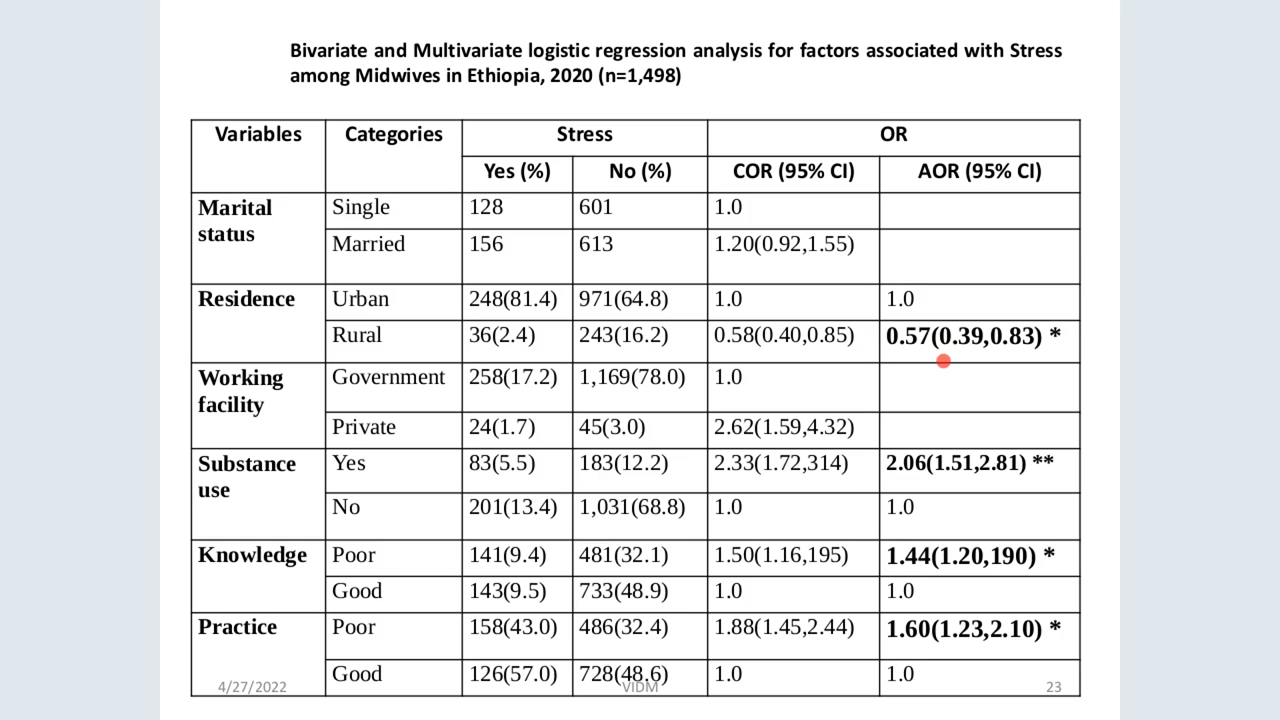 Bivariate and Multivariate logistic regression analysis for factors associated with Stress
among Midwives in Ethiopia, 2020 (n=1,498)
Variables Categories Stress OR
Yes (%) No (%) COR (95% CI) AOR (95% CI)
Marital status Single 128 601 1.0
Married 156 613 1.20(0.92,1.55)
Residence Urban 248(81.4) 971(64.8) 1.0 1.0
Rural 36(2.4) 243(16.2) 0.58(0.40,0.85) 0.57(0.39,0.83) *
Working facility Government 258(17.2) 1,169(78.0) 1.0
Private 24(1.7) 45(3.0) 2.62(1.59,4.32)
Substance use Yes 83(5.5) 183(12.2) 2.33(1.72,314) 2.06(1.51,2.81) **
No 201(13.4) 1,031(68.8) 1.0 1.0
Knowledge Poor 141(9.4) 481(32.1) 1.50(1.16,195) 1.44(1.20,190) *
Good 143(9.5) 733(48.9) 1.0 1.0
Practice Poor 158(43.0) 486(32.4) 1.88(1.45,2.44) 1.60(1.23,2.10) *
Good 126(57.0) 728(48.6) 1.0 1.0
4/27/2022 VIDM 23